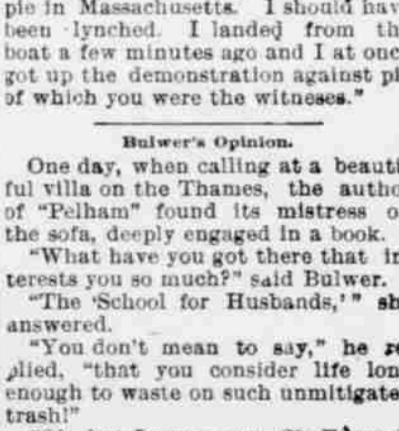 ple in Massachusetts. I should hav
been lynched. I landed from th
boat a few minutes ago and I at onc
got up the demonstration against pi
of which you were the witneses."
Bulwer's Opinion.
One day, when calling at a beauti
ful villa on the Thames, the autho
of "Pelham" found its mistress o
the sofa, deeply engaged in a book.
"What have you got there that in
terests you so much?" said Bulwer.
"The 'School for Husbands,'" sh
answered.
"You don't mean to say," he re
plied, "that you consider life lon
enough to waste on such unmitigate
trash!"